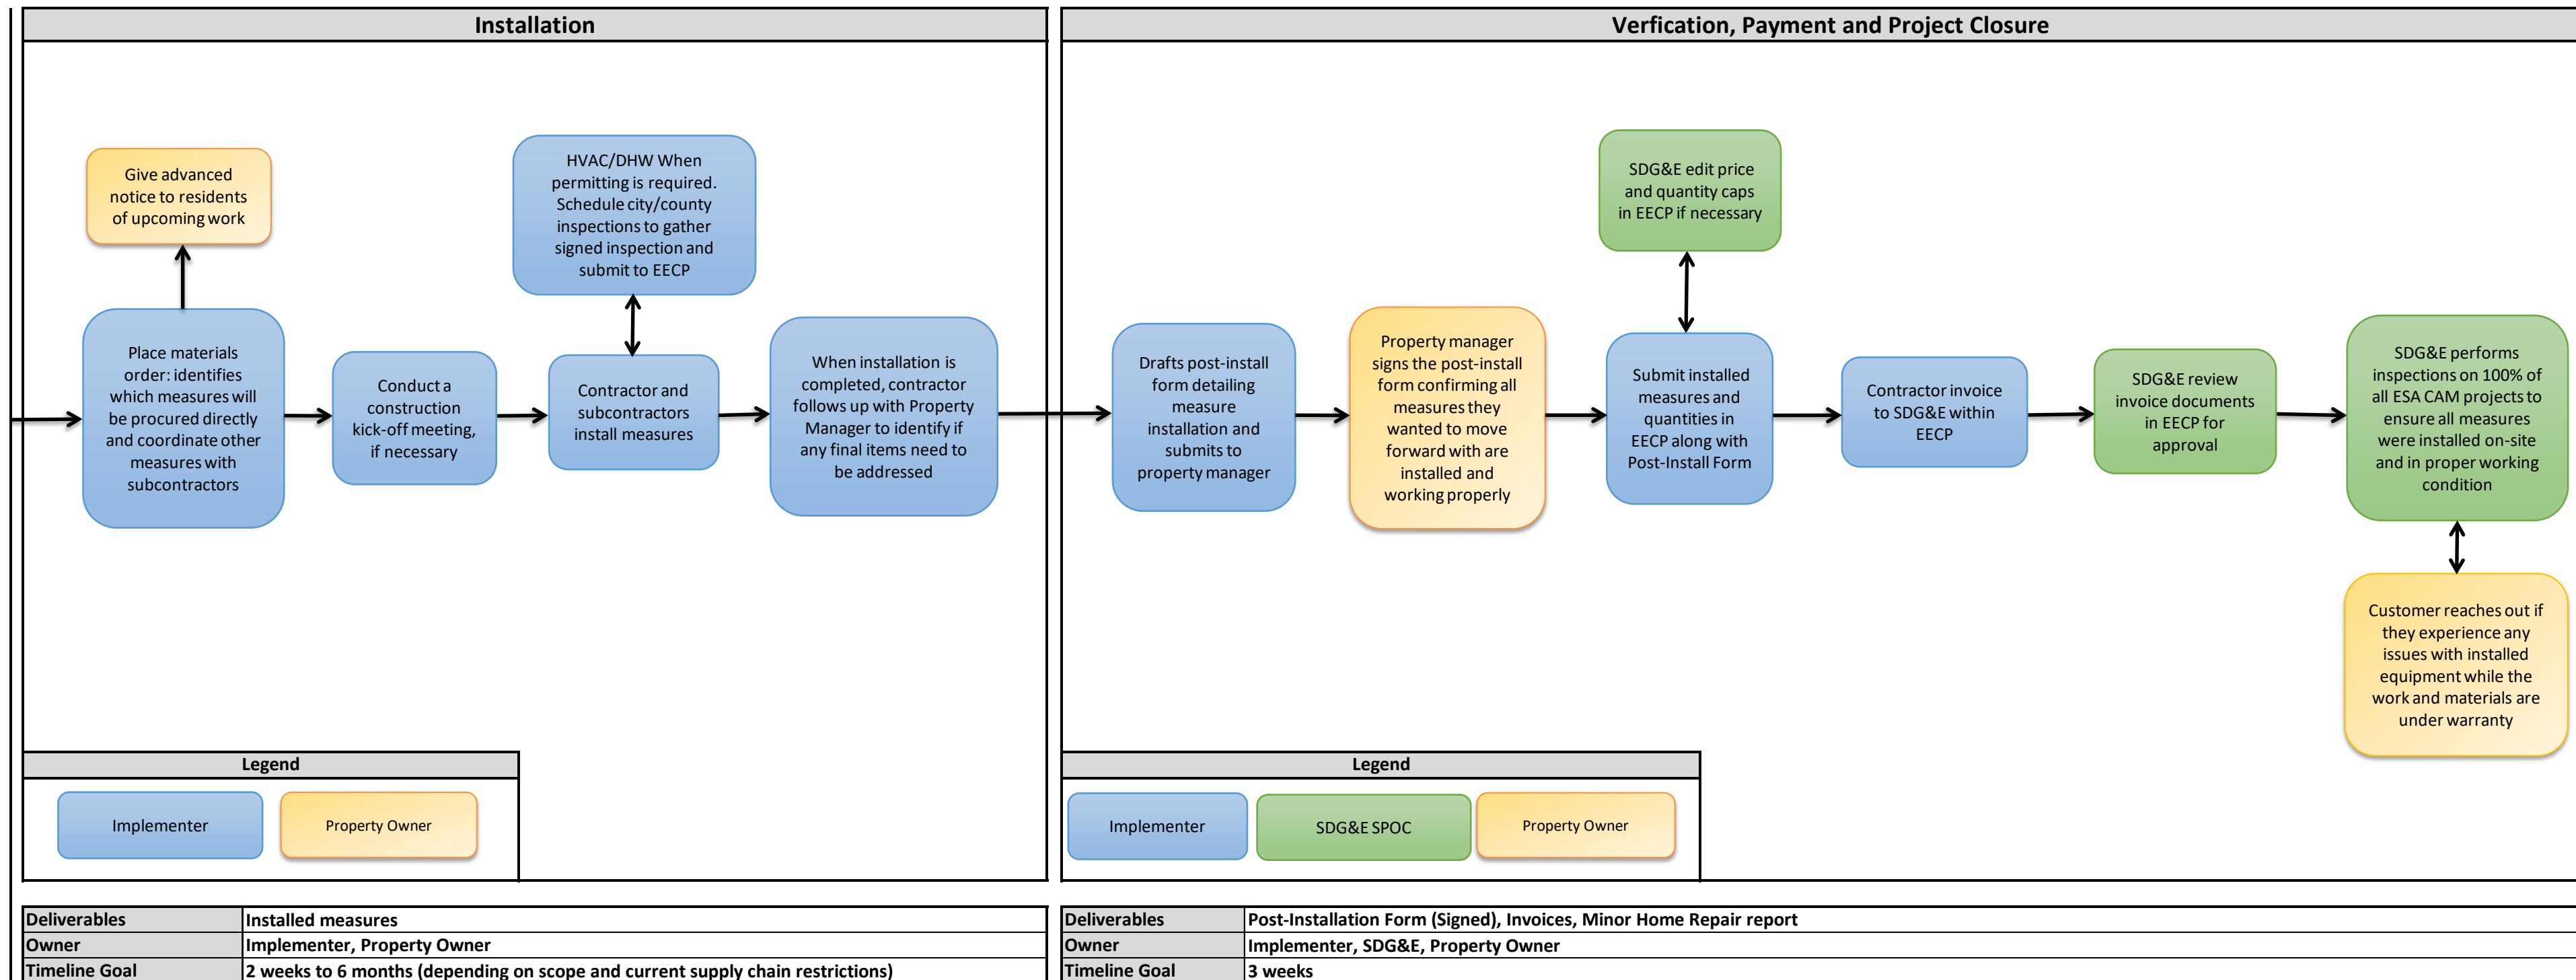 Installation
Give advanced
notice to residents
of upcoming work
HVAC/DHW When
permitting is required.
Schedule city/county
inspections to gather
signed inspection and
submit to EECP
Place materials
order: identifies
which measures will
be procured directly
and coordinate other
measures with
subcontractors
Conduct a
construction
kick-off meeting,
if necessary
Contractor and
subcontractors
install measures
When installation is
completed, contractor
follows up with Property
Manager to identify if
any final items need to
be addressed
Legend
Implementer
Property Owner
Deliverables
Installed measures
Owner
Implementer, Property Owner
Timeline Goal
2 weeks to 6 months (depending on scope and current supply chain restrictions)
Verfication, Payment and Project Closure
SDG&E edit price
and quantity caps
in EECP if necessary
Drafts post-install
form detailing
measure
installation and
submits to
property manager
Property manager
signs the post-install
form confirming all
measures they
wanted to move
forward with are
installed and
working properly
Submit installed
measures and
quantities in
EECP along with
Post-Install Form
Contractor invoice
to SDG&E within
EECP
SDG&E review
invoice documents
in EECP for
approval
SDG&E performs
inspections on 100% of
all ESA CAM projects to
ensure all measures
were installed on-site
and in proper working
condition
Customer reaches out if
they experience any
issues with installed
equipment while the
work and materials are
under warranty
Legend
Implementer
SDG&E SPOC
Property Owner
Deliverables
Post-Installation Form (Signed), Invoices, Minor Home Repair report
Owner
Implementer, SDG&E, Property Owner
Timeline Goal
3 weeks